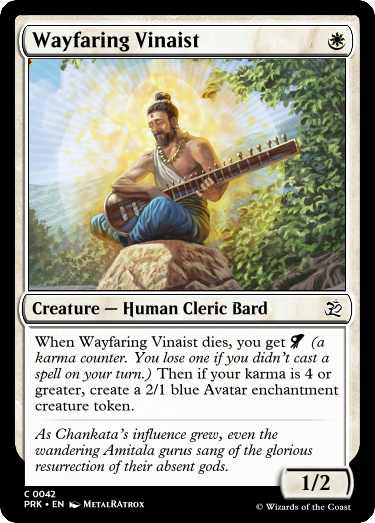 Wayfaring Vinaist
Creature — Human Cleric Bard
When Wayfaring Vinaist dies, you get (a
karma counter. You lose one if you didn't cast a
spell on your turn.) Then if your karma is 4 or
greater, create a 2/1 blue Avatar enchantment
creature token.
As Chankata's influence grew, even the
wandering Amitala gurus sang of the glorious
resurrection of their absent gods.
1/2
C 0042
PRK • EN MetalRatrox
© Wizards of the Coast